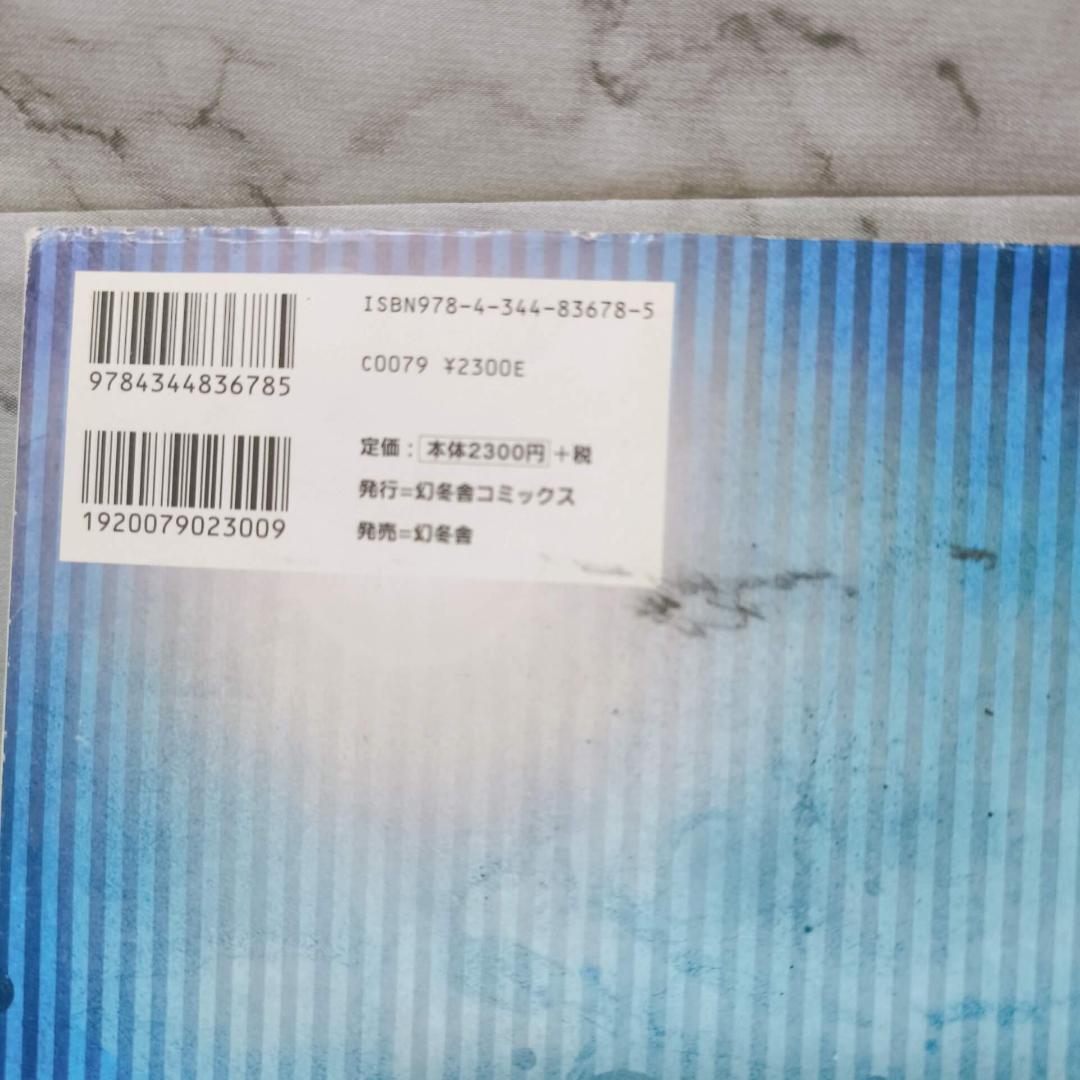 ISBN978-4-344-83678-5
9784344836785
C0079 ¥2300E
1920079023009
定価：本体2300円＋税
発行=幻冬舎コミックス
発売=幻冬舎